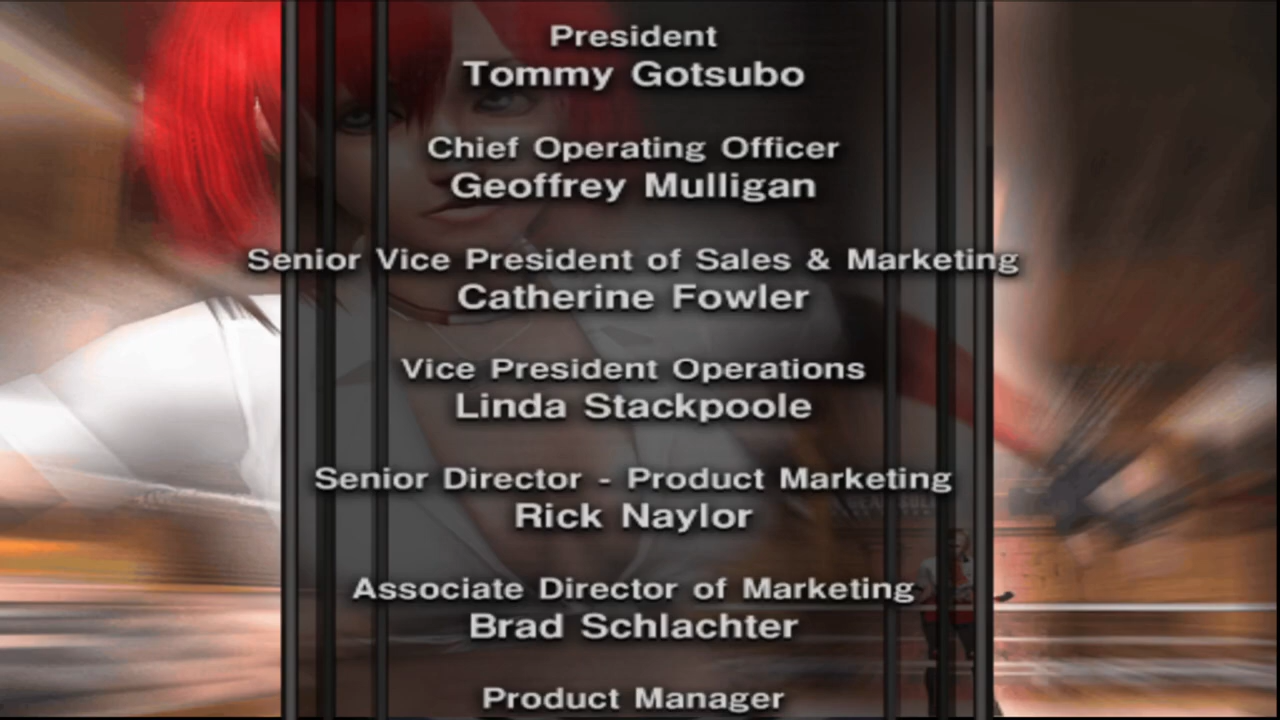 President
Tommy Gotsubo
Chief Operating Officer
Geoffrey Mulligan
Senior Vice President of Sales & Marketing
Catherine Fowler
Vice President Operations
Linda Stackpoole
Senior Director - Product Marketing
Rick Naylor
Associate Director of Marketing
Brad Schlachter
Product Manager